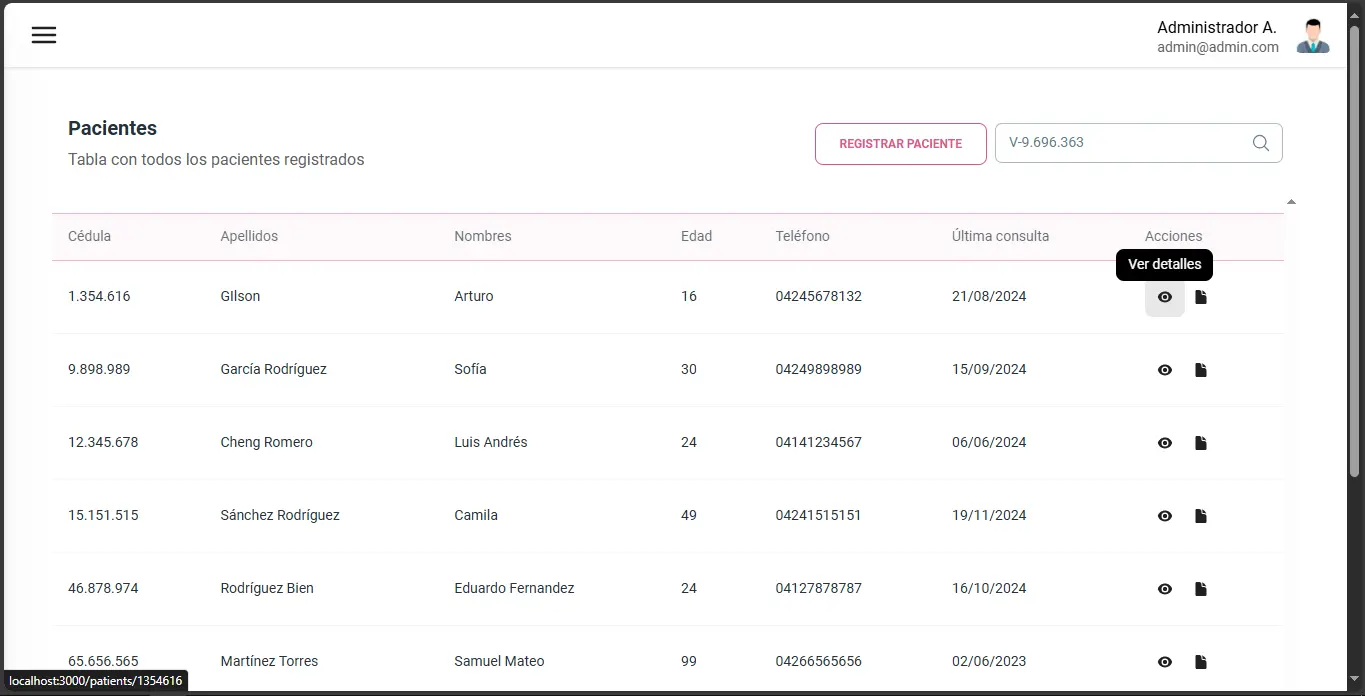 Administrador A.
admin@admin.com
Pacientes
Tabla con todos los pacientes registrados
REGISTRAR PACIENTE
V-9.696.363
Cédula Apellidos Nombres Edad Teléfono Última consulta Acciones
Ver detalles
1.354.616 GIlson Arturo 16 04245678132 21/08/2024
9.898.989 García Rodríguez Sofía 30 04249898989 15/09/2024
12.345.678 Cheng Romero Luis Andrés 24 04141234567 06/06/2024
15.151.515 Sánchez Rodríguez Camila 49 04241515151 19/11/2024
46.878.974 Rodríguez Bien Eduardo Fernandez 24 04127878787 16/10/2024
65.656.565 Martínez Torres Samuel Mateo 99 04266565656 02/06/2023
localhost:3000/patients/1354616